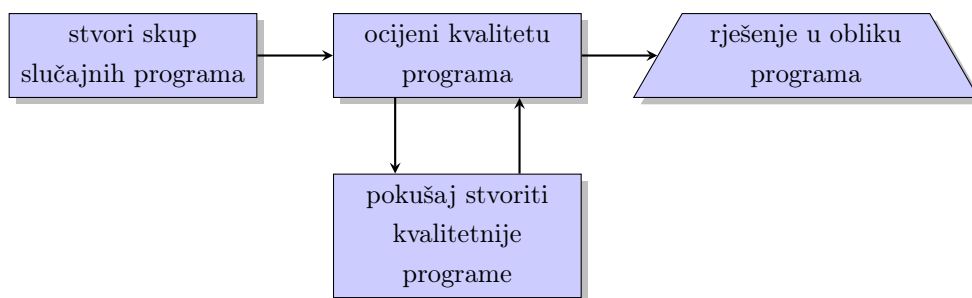 stvori skup
slučajnih programa
ocijeni kvalitetu
programa
rješenje u obliku
programa
pokušaj stvoriti
kvalitetnije
programe